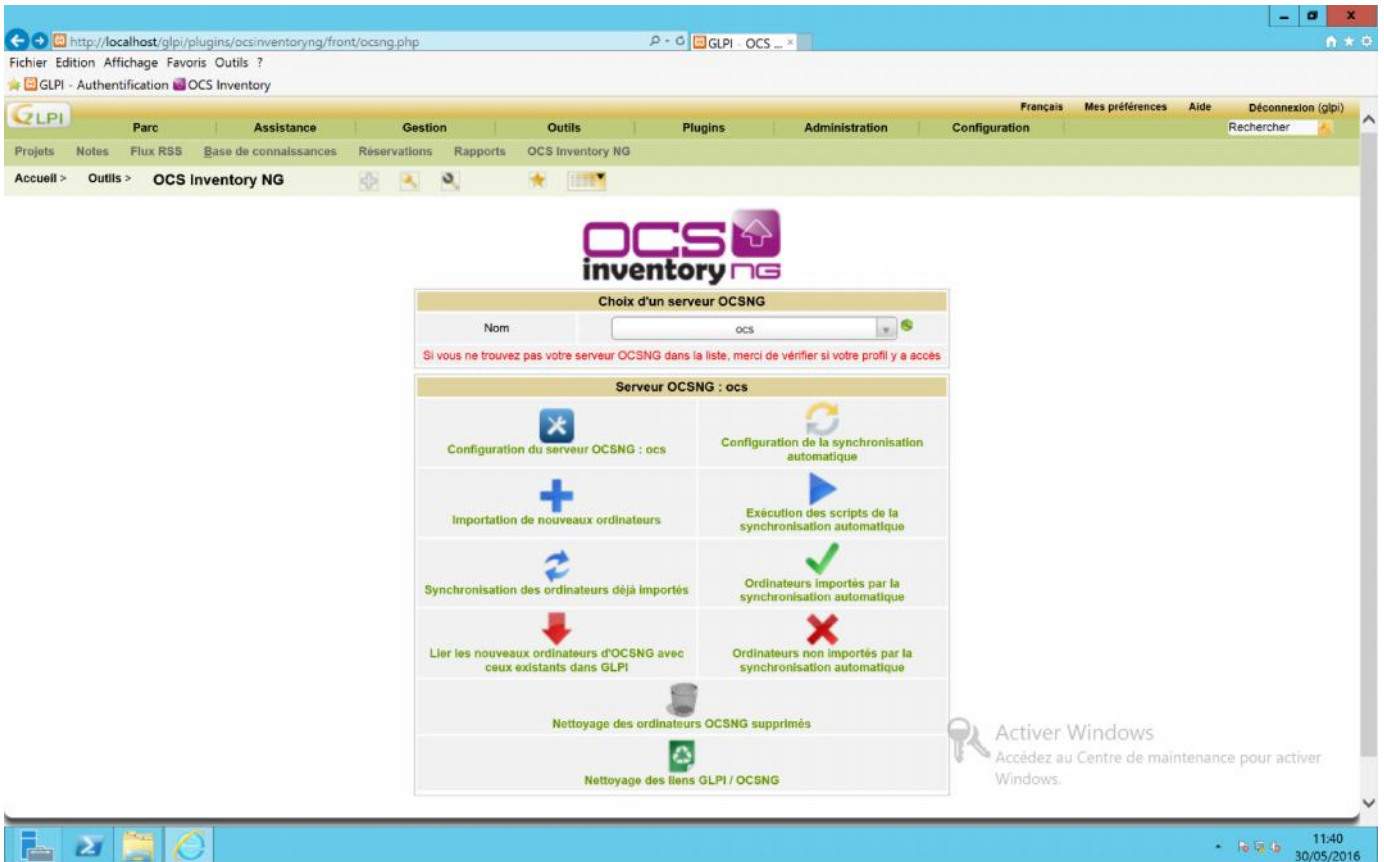 http://localhost/glpi/plugins/ocsinventoryng/front/ocsng.php
GLPI - OCS ...
Fichier Edition Affichage Favoris Outils ?
GLPI - Authentification OCS Inventory
GLPI
Français Mes préférences Aide Déconnexion (glpi)
Parc Assistance Gestion Outils Plugins Administration Configuration Rechercher
Projets Notes Flux RSS Base de connaissances Réservations Rapports OCS Inventory NG
Accueil > Outils > OCS Inventory NG
OCS
inventory NG
Choix d'un serveur OCSNG
Nom ocs
Si vous ne trouvez pas votre serveur OCSNG dans la liste, merci de vérifier si votre profil y a accès
Serveur OCSNG : ocs
Configuration du serveur OCSNG : ocs
Configuration de la synchronisation
automatique
Importation de nouveaux ordinateurs
Exécution des scripts de la
synchronisation automatique
Synchronisation des ordinateurs déjà importés
Ordinateurs importés par la
synchronisation automatique
Lier les nouveaux ordinateurs d'OCSNG avec
ceux existants dans GLPI
Ordinateurs non importés par la
synchronisation automatique
Nettoyage des ordinateurs OCSNG supprimés
Nettoyage des liens GLPI / OCSNG
Activer Windows
Accédez au Centre de maintenance pour activer
Windows.
11:40
30/05/2016